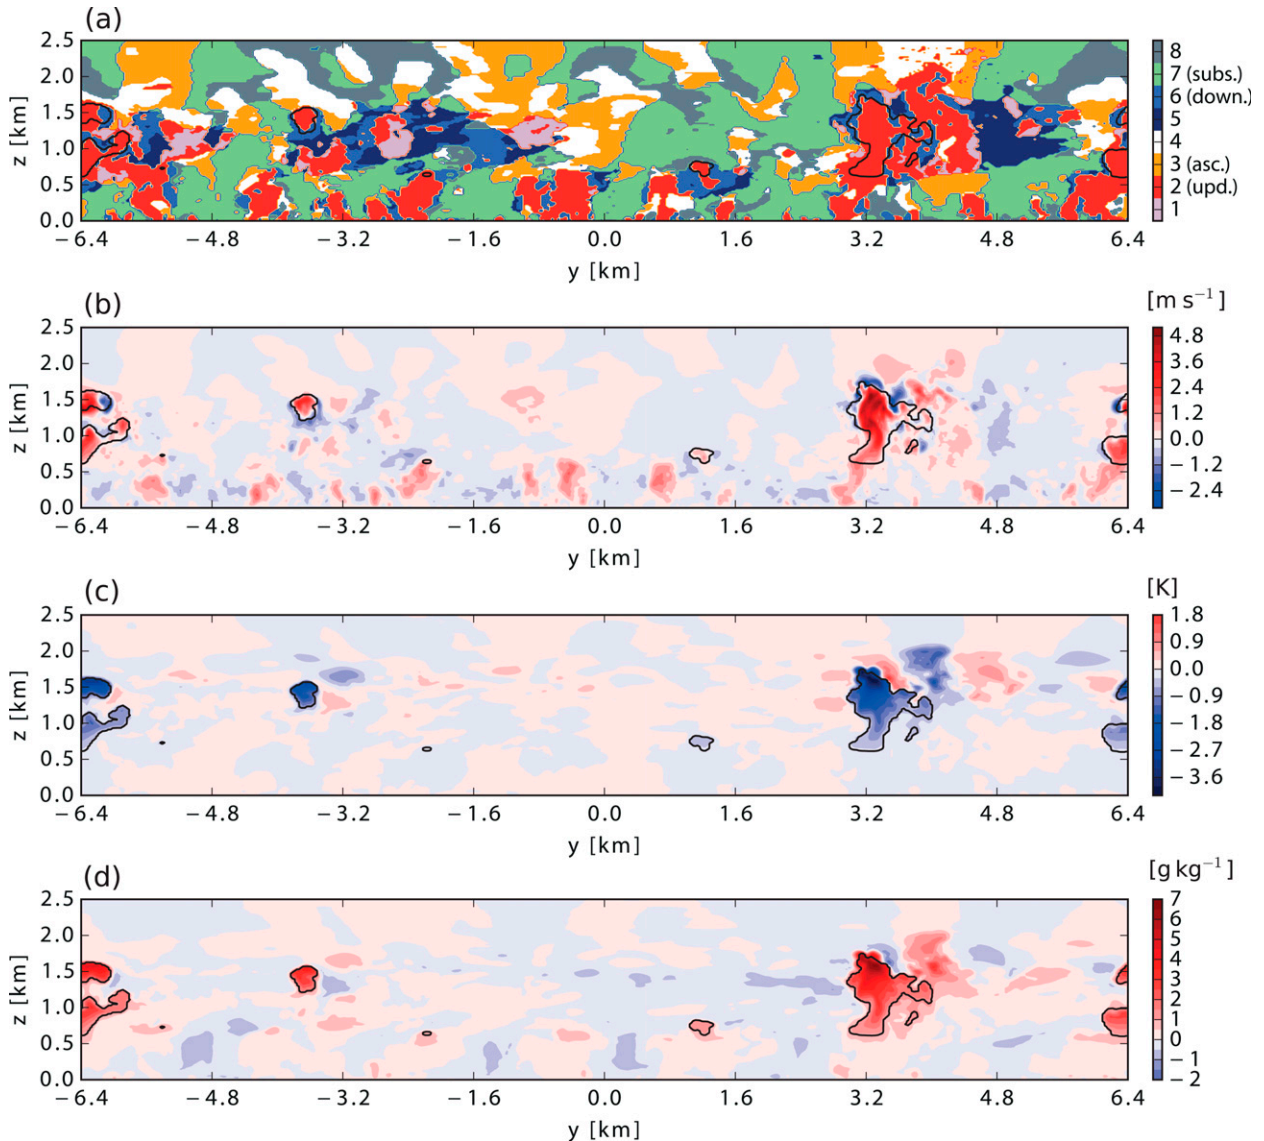 (a)
2.5
2.0
1.5
1.0
0.5
0.0
z [km]
−6.4 −4.8 −3.2 −1.6 0.0 1.6 3.2 4.8 6.4
y [km]
8
7 (subs.)
6 (down.)
5
4
3 (asc.)
2 (upd.)
1
(b)
[m s⁻¹]
2.5
2.0
1.5
1.0
0.5
0.0
z [km]
−6.4 −4.8 −3.2 −1.6 0.0 1.6 3.2 4.8 6.4
y [km]
4.8
3.6
2.4
1.2
0.0
−1.2
−2.4
(c)
[K]
2.5
2.0
1.5
1.0
0.5
0.0
z [km]
−6.4 −4.8 −3.2 −1.6 0.0 1.6 3.2 4.8 6.4
y [km]
1.8
0.9
0.0
−0.9
−1.8
−2.7
−3.6
(d)
[g kg⁻¹]
2.5
2.0
1.5
1.0
0.5
0.0
z [km]
−6.4 −4.8 −3.2 −1.6 0.0 1.6 3.2 4.8 6.4
y [km]
7
6
5
4
3
2
1
0
−1
−2